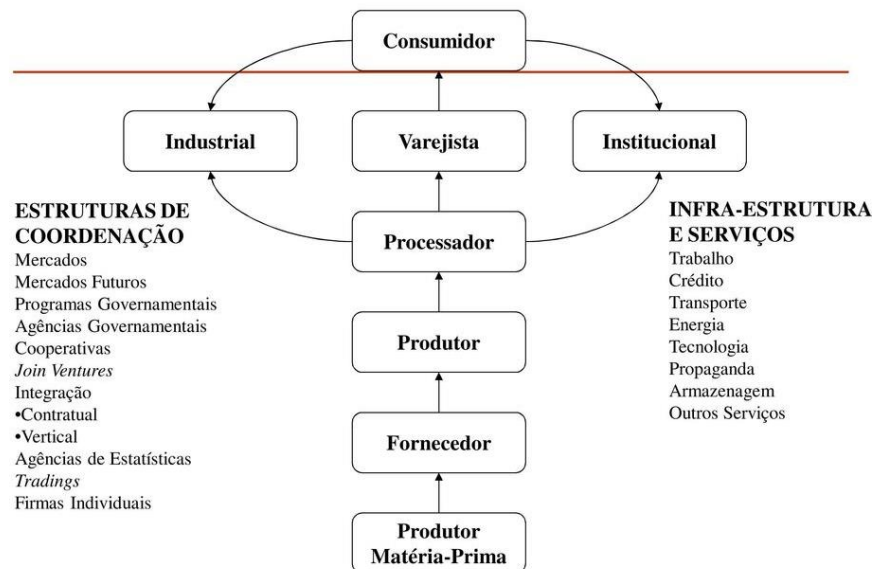 Consumidor
Industrial
Varejista
Institucional
ESTRUTURAS DE
COORDENAÇÃO
Mercados
Mercados Futuros
Programas Governamentais
Agências Governamentais
Cooperativas
Join Ventures
Integração
•Contratual
•Vertical
Agências de Estatísticas
Tradings
Firmas Individuais
Processador
Produtor
Fornecedor
Produtor
Matéria-Prima
INFRA-ESTRUTURA
E SERVIÇOS
Trabalho
Crédito
Transporte
Energia
Tecnologia
Propaganda
Armazenagem
Outros Serviços